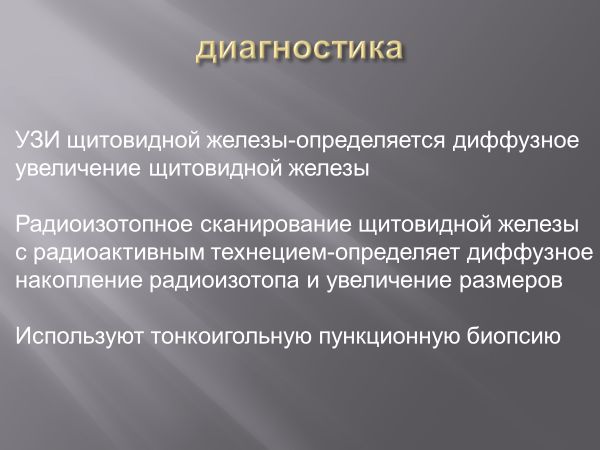 диагностика
УЗИ щитовидной железы-определяется диффузное
увеличение щитовидной железы
Радиоизотопное сканирование щитовидной железы
с радиоактивным технецием-определяет диффузное
накопление радиоизотопа и увеличение размеров
Используют тонкоигольную пункционную биопсию